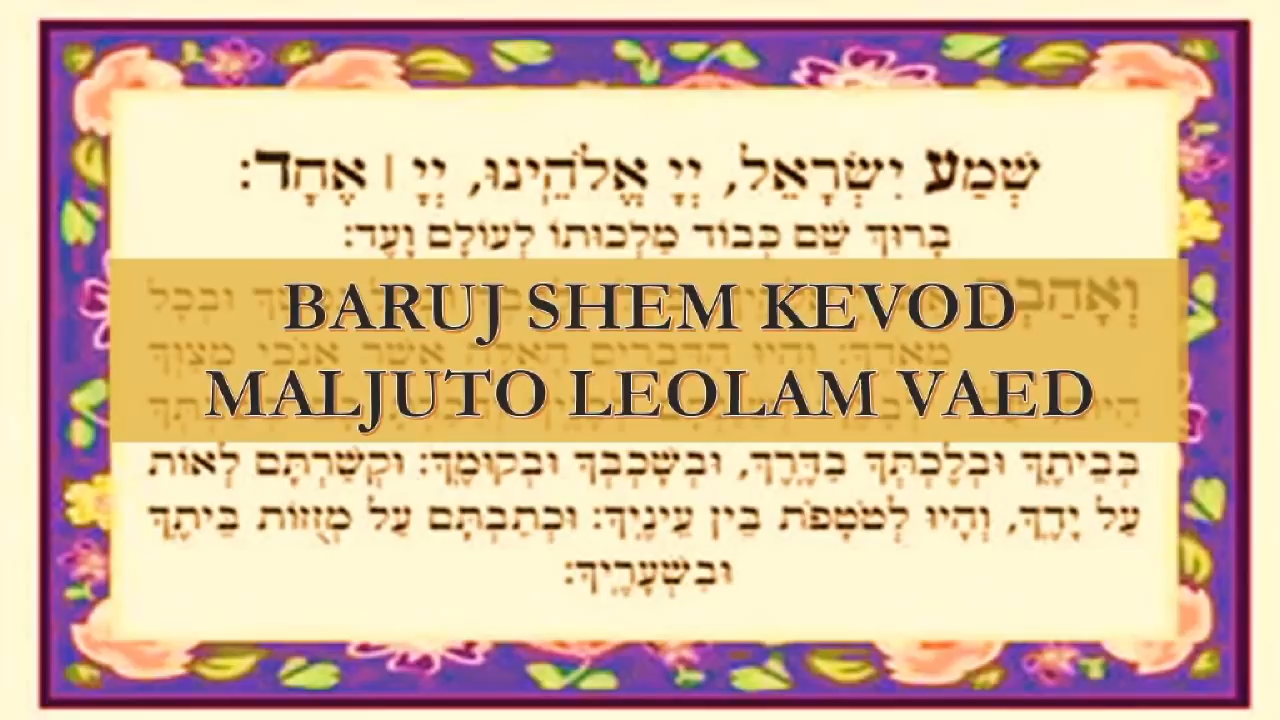 שְׁמַע יִשְׂרָאֵל, יְיָ אֱלֹהֵינוּ, יְיָ | אֶחָד:
בָּרוּךְ שֵׁם כְּבוֹד מַלְכוּתוֹ לְעוֹלָם וָעֶד:
BARUJ SHEM KEVOD
MALJUTO LEOLAM VAED
בְּבֵיתֶךָ וּבְלֶכְתְּךָ בַדֶּרֶךְ, וּבְשָׁכְבְּךָ וּבְקוּמֶךָ: וּקְשַׁרְתָּם לְאוֹת
עַל יָדֶךָ, וְהָיוּ לְטֹטָפֹת בֵּין עֵינֶיךָ: וּכְתַבְתָּם עַל מְזֻזוֹת בֵּיתֶךָ
וּבִשְׁעָרֶיךָ: